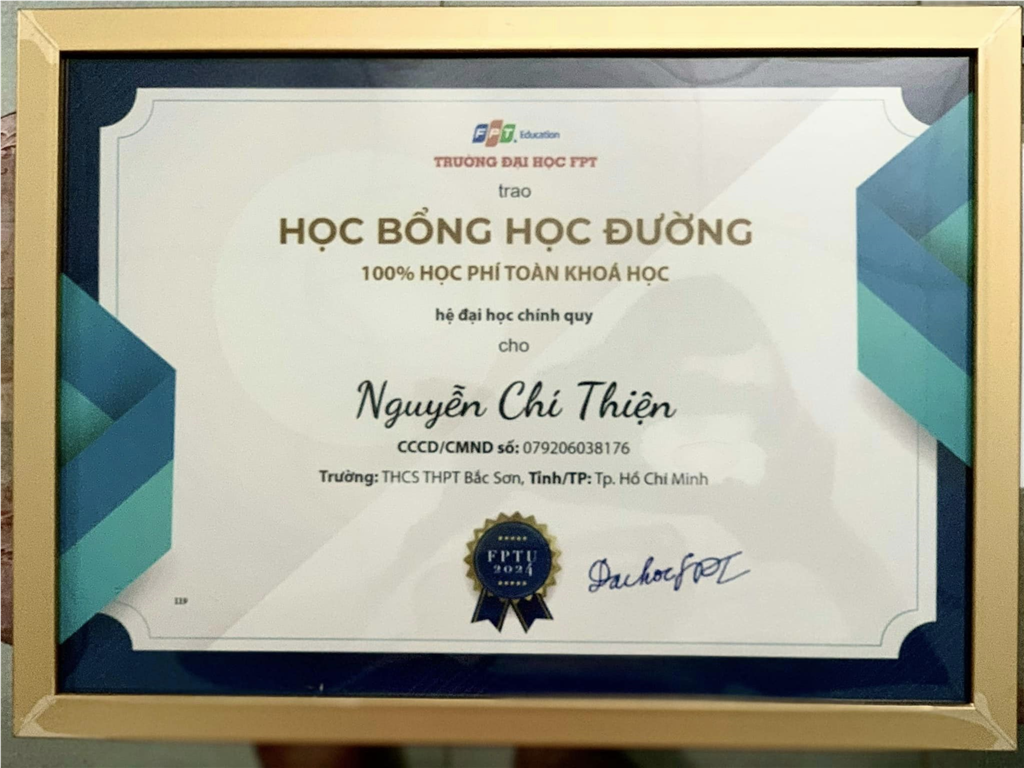 FPT Education
TRƯỜNG ĐẠI HỌC FPT
trao
HỌC BỔNG HỌC ĐƯỜNG
100% HỌC PHÍ TOÀN KHOÁ HỌC
hệ đại học chính quy
cho
Nguyễn Chí Thiện
CCCD/CMND số: 079206038176
Trường: THCS THPT Bắc Sơn, Tỉnh/TP: Tp. Hồ Chí Minh
FPTU
2024
Daihocfpt
119